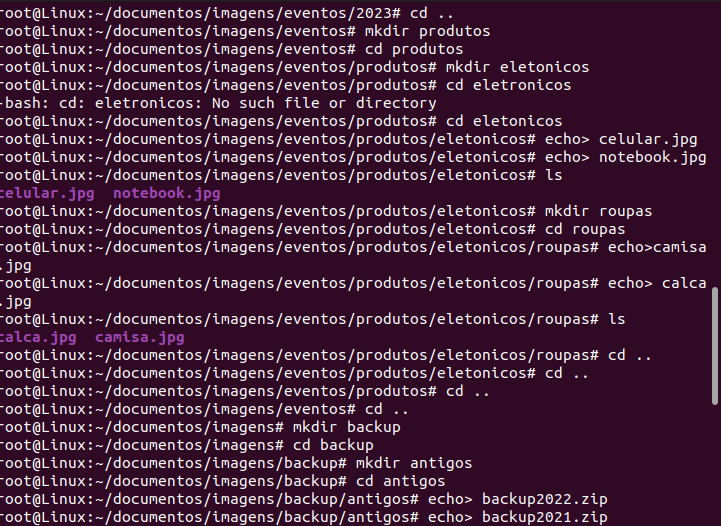 root@Linux:~/documentos/imagens/eventos/2023# cd ..
root@Linux:~/documentos/imagens/eventos# mkdir produtos
root@Linux:~/documentos/imagens/eventos# cd produtos
root@Linux:~/documentos/imagens/eventos/produtos# mkdir eletonicos
root@Linux:~/documentos/imagens/eventos/produtos# cd eletronicos
-bash: cd: eletronicos: No such file or directory
root@Linux:~/documentos/imagens/eventos/produtos# cd eletonicos
root@Linux:~/documentos/imagens/eventos/produtos/eletonicos# echo> celular.jpg
root@Linux:~/documentos/imagens/eventos/produtos/eletonicos# echo> notebook.jpg
root@Linux:~/documentos/imagens/eventos/produtos/eletonicos# ls
celular.jpg  notebook.jpg
root@Linux:~/documentos/imagens/eventos/produtos/eletonicos# mkdir roupas
root@Linux:~/documentos/imagens/eventos/produtos/eletonicos# cd roupas
root@Linux:~/documentos/imagens/eventos/produtos/eletonicos/roupas# echo>camisa
.jpg
root@Linux:~/documentos/imagens/eventos/produtos/eletonicos/roupas# echo> calca
.jpg
root@Linux:~/documentos/imagens/eventos/produtos/eletonicos/roupas# ls
calca.jpg  camisa.jpg
root@Linux:~/documentos/imagens/eventos/produtos/eletonicos/roupas# cd ..
root@Linux:~/documentos/imagens/eventos/produtos/eletonicos# cd ..
root@Linux:~/documentos/imagens/eventos/produtos# cd ..
root@Linux:~/documentos/imagens/eventos# cd ..
root@Linux:~/documentos/imagens# mkdir backup
root@Linux:~/documentos/imagens# cd backup
root@Linux:~/documentos/imagens/backup# mkdir antigos
root@Linux:~/documentos/imagens/backup# cd antigos
root@Linux:~/documentos/imagens/backup/antigos# echo> backup2022.zip
root@Linux:~/documentos/imagens/backup/antigos# echo> backup2021.zip